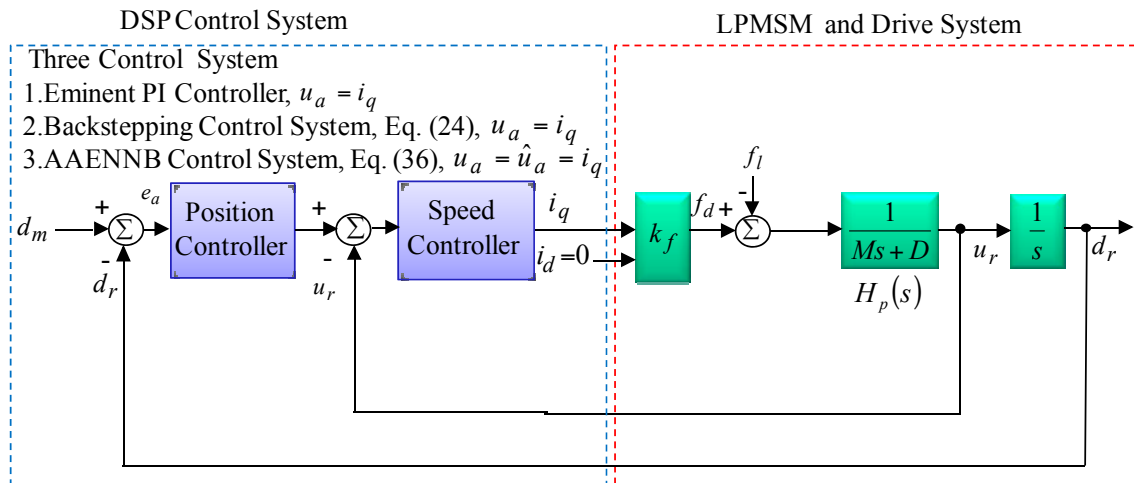 DSP Control System
LPMSM and Drive System
Three Control System
1.Eminent PI Controller, u_a = i_q
2.Backstepping Control System, Eq. (24), u_a = i_q
3.AAENNB Control System, Eq. (36), u_a = û_a = i_q
d_m
+
Σ
-
d_r
e_a
Position
Controller
+
Σ
-
u_r
Speed
Controller
i_q
i_d=0
k_f
f_d
+
f_l
-
Σ
1
Ms + D
H_p(s)
u_r
1
s
d_r